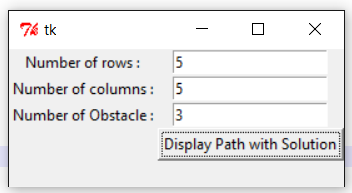 tk
Number of rows : 5
Number of columns : 5
Number of Obstacle : 3
Display Path with Solution